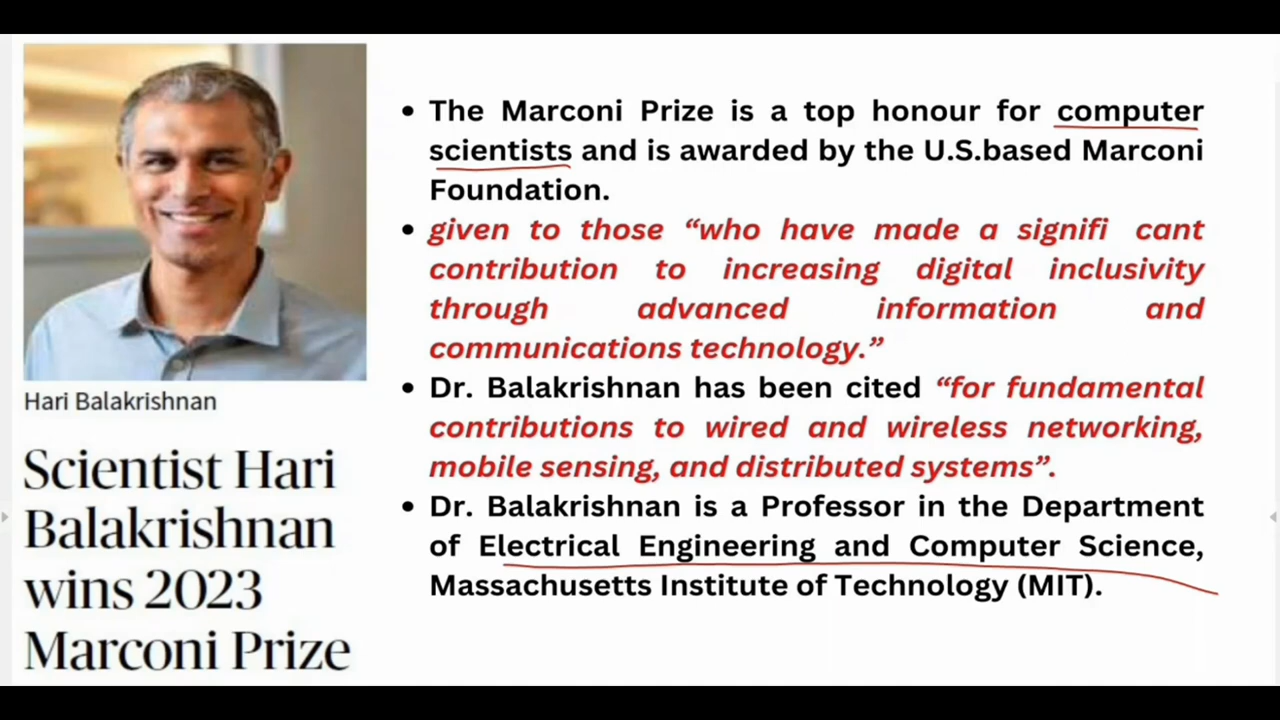 Hari Balakrishnan
Scientist Hari
Balakrishnan
wins 2023
Marconi Prize
• The Marconi Prize is a top honour for computer
scientists and is awarded by the U.S.based Marconi
Foundation.
• given to those “who have made a signifi cant
contribution to increasing digital inclusivity
through advanced information and
communications technology.”
• Dr. Balakrishnan has been cited “for fundamental
contributions to wired and wireless networking,
mobile sensing, and distributed systems”.
• Dr. Balakrishnan is a Professor in the Department
of Electrical Engineering and Computer Science,
Massachusetts Institute of Technology (MIT).